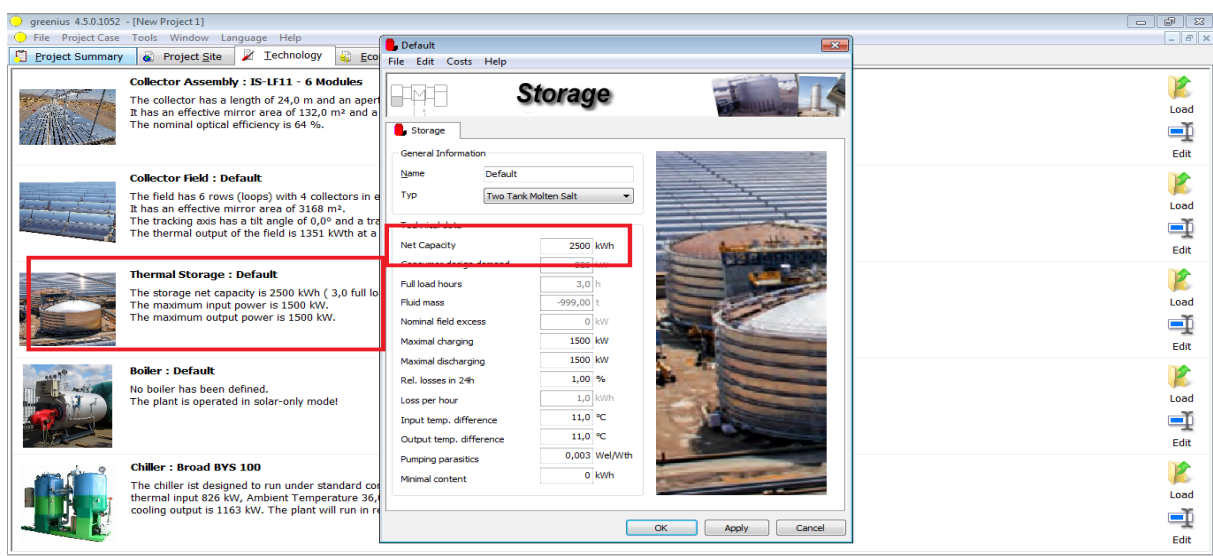 greenius 4.5.0.1052 - [New Project 1]
File Project Case Tools Window Language Help
Project Summary Project Site Technology Eco
Collector Assembly : IS-LF11 - 6 Modules
The collector has a length of 24,0 m and an apert
It has an effective mirror area of 132,0 m² and a
The nominal optical efficiency is 64 %.
Load
Edit
Collector Field : Default
The field has 6 rows (loops) with 4 collectors in e
It has an effective mirror area of 3168 m².
The tracking axis has a tilt angle of 0,0° and a tra
The thermal output of the field is 1351 kWth at a
Load
Edit
Thermal Storage : Default
The storage net capacity is 2500 kWh ( 3,0 full lo
The maximum input power is 1500 kW.
The maximum output power is 1500 kW.
Load
Edit
Boiler : Default
No boiler has been defined.
The plant is operated in solar-only mode!
Load
Edit
Chiller : Broad BYS 100
The chiller ist designed to run under standard cor
thermal input 826 kW, Ambient Temperature 36,
cooling output is 1163 kW. The plant will run in re
Load
Edit
Default
File Edit Costs Help
Storage
Storage
General Information
Name Default
Typ Two Tank Molten Salt
Technical data
Net Capacity 2500 kWh
Consumer design demand 826 kW
Full load hours 3,0 h
Fluid mass -999,00 t
Nominal field excess 0 kW
Maximal charging 1500 kW
Maximal discharging 1500 kW
Rel. losses in 24h 1,00 %
Loss per hour 1,0 kWh
Input temp. difference 11,0 °C
Output temp. difference 11,0 °C
Pumping parasitics 0,003 Wel/Wth
Minimal content 0 kWh
OK Apply Cancel